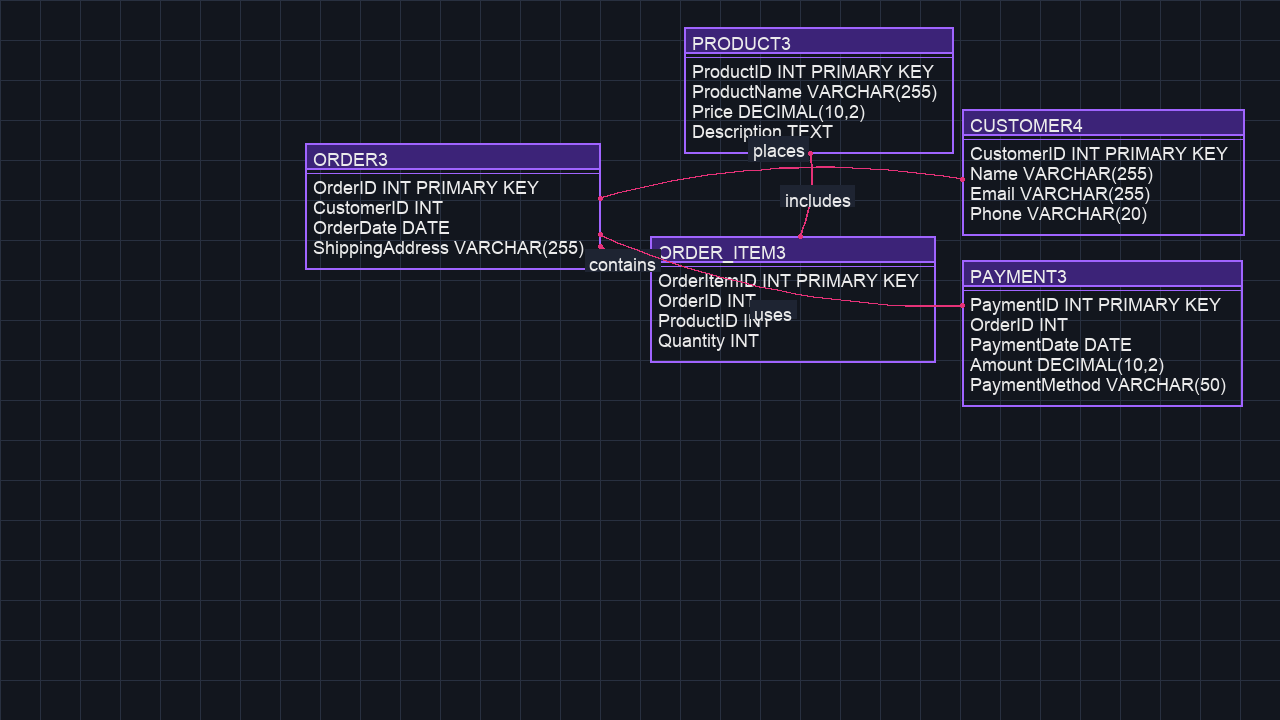 PRODUCT3
ProductID INT PRIMARY KEY
ProductName VARCHAR(255)
Price DECIMAL(10,2)
Description TEXT
places
CUSTOMER4
CustomerID INT PRIMARY KEY
Name VARCHAR(255)
Email VARCHAR(255)
Phone VARCHAR(20)
ORDER3
OrderID INT PRIMARY KEY
CustomerID INT
OrderDate DATE
ShippingAddress VARCHAR(255)
includes
contains
ORDER_ITEM3
OrderItemID INT PRIMARY KEY
OrderID INT
ProductID INT
Quantity INT
uses
PAYMENT3
PaymentID INT PRIMARY KEY
OrderID INT
PaymentDate DATE
Amount DECIMAL(10,2)
PaymentMethod VARCHAR(50)